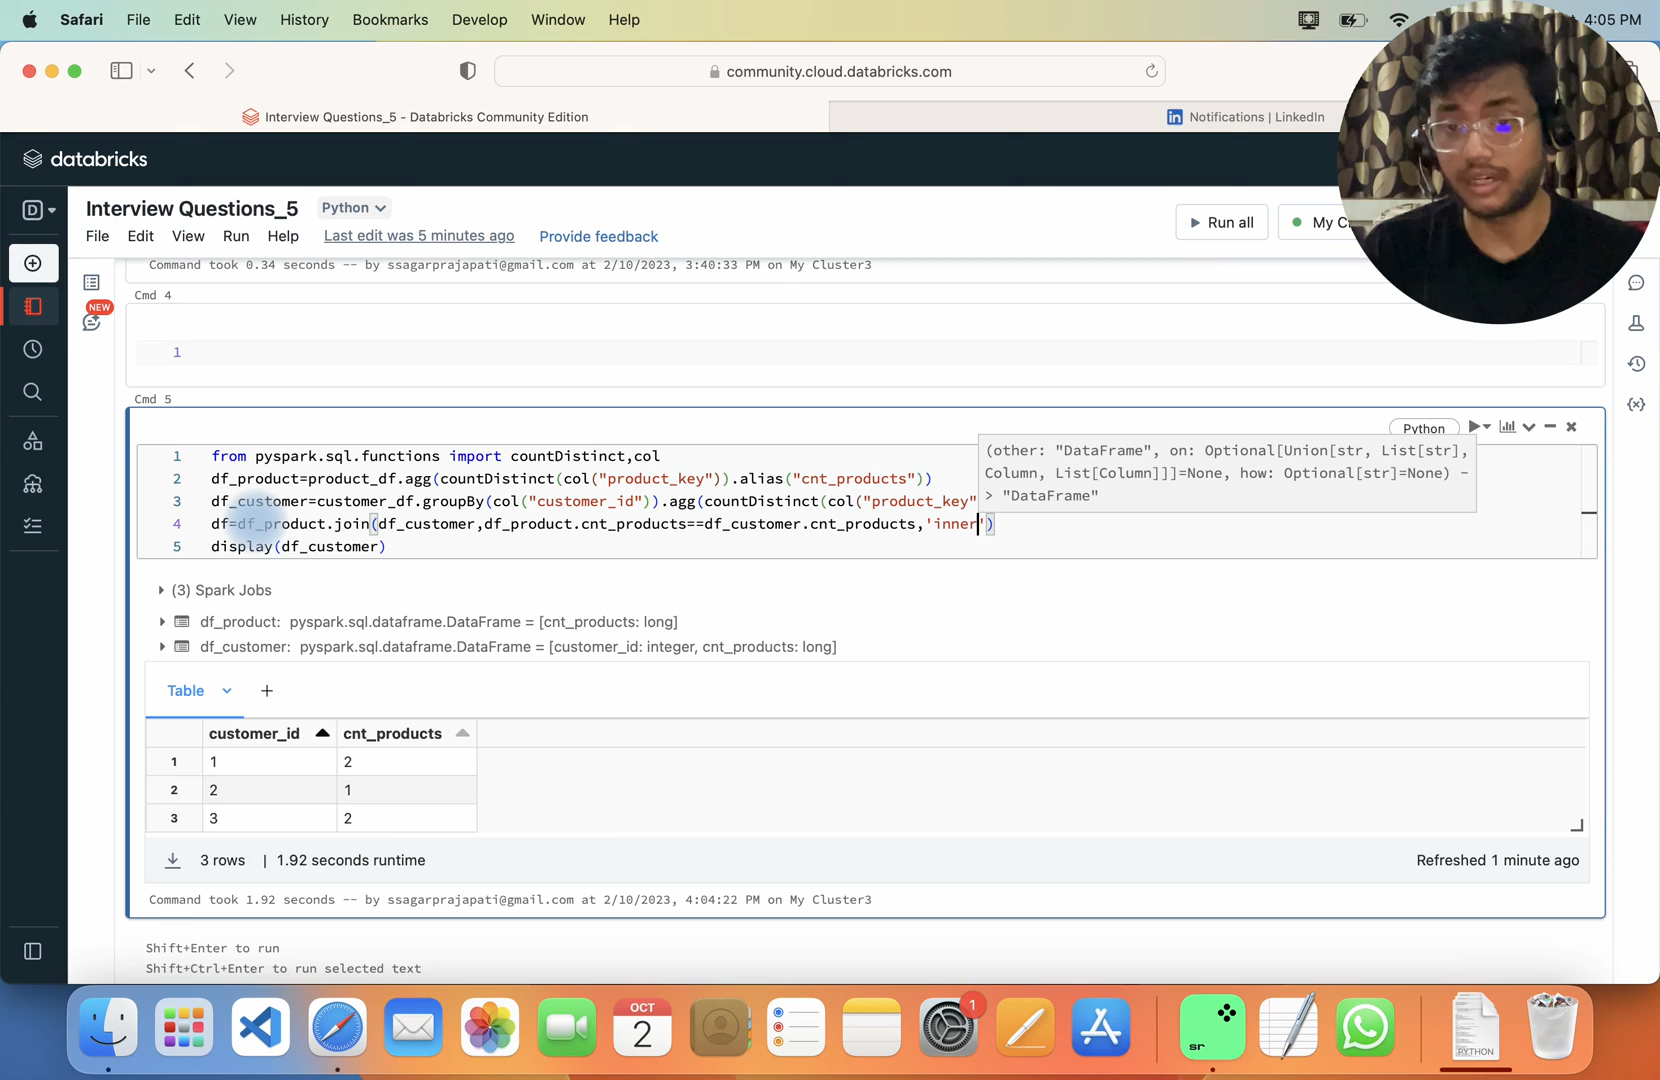 Safari File Edit View History Bookmarks Develop Window Help 4:05 PM
community.cloud.databricks.com
Interview Questions_5 - Databricks Community Edition
Notifications | LinkedIn
databricks
D
Interview Questions_5 Python
File Edit View Run Help Last edit was 5 minutes ago Provide feedback
Run all
My C
NEW
Command took 0.34 seconds -- by ssagarprajapati@gmail.com at 2/10/2023, 3:40:33 PM on My Cluster3
Cmd 4
1
Cmd 5
Python
1 from pyspark.sql.functions import countDistinct,col
2 df_product=product_df.agg(countDistinct(col("product_key")).alias("cnt_products"))
3 df_customer=customer_df.groupBy(col("customer_id")).agg(countDistinct(col("product_key"
4 df=df_product.join(df_customer,df_product.cnt_products==df_customer.cnt_products,'inner')
5 display(df_customer)
(other: "DataFrame", on: Optional[Union[str, List[str],
Column, List[Column]]]=None, how: Optional[str]=None) -
> "DataFrame"
(3) Spark Jobs
df_product: pyspark.sql.dataframe.DataFrame = [cnt_products: long]
df_customer: pyspark.sql.dataframe.DataFrame = [customer_id: integer, cnt_products: long]
Table +
customer_id cnt_products
1 1 2
2 2 1
3 3 2
3 rows | 1.92 seconds runtime
Refreshed 1 minute ago
Command took 1.92 seconds -- by ssagarprajapati@gmail.com at 2/10/2023, 4:04:22 PM on My Cluster3
Shift+Enter to run
Shift+Ctrl+Enter to run selected text
OCT
2
1
sr
PYTHON